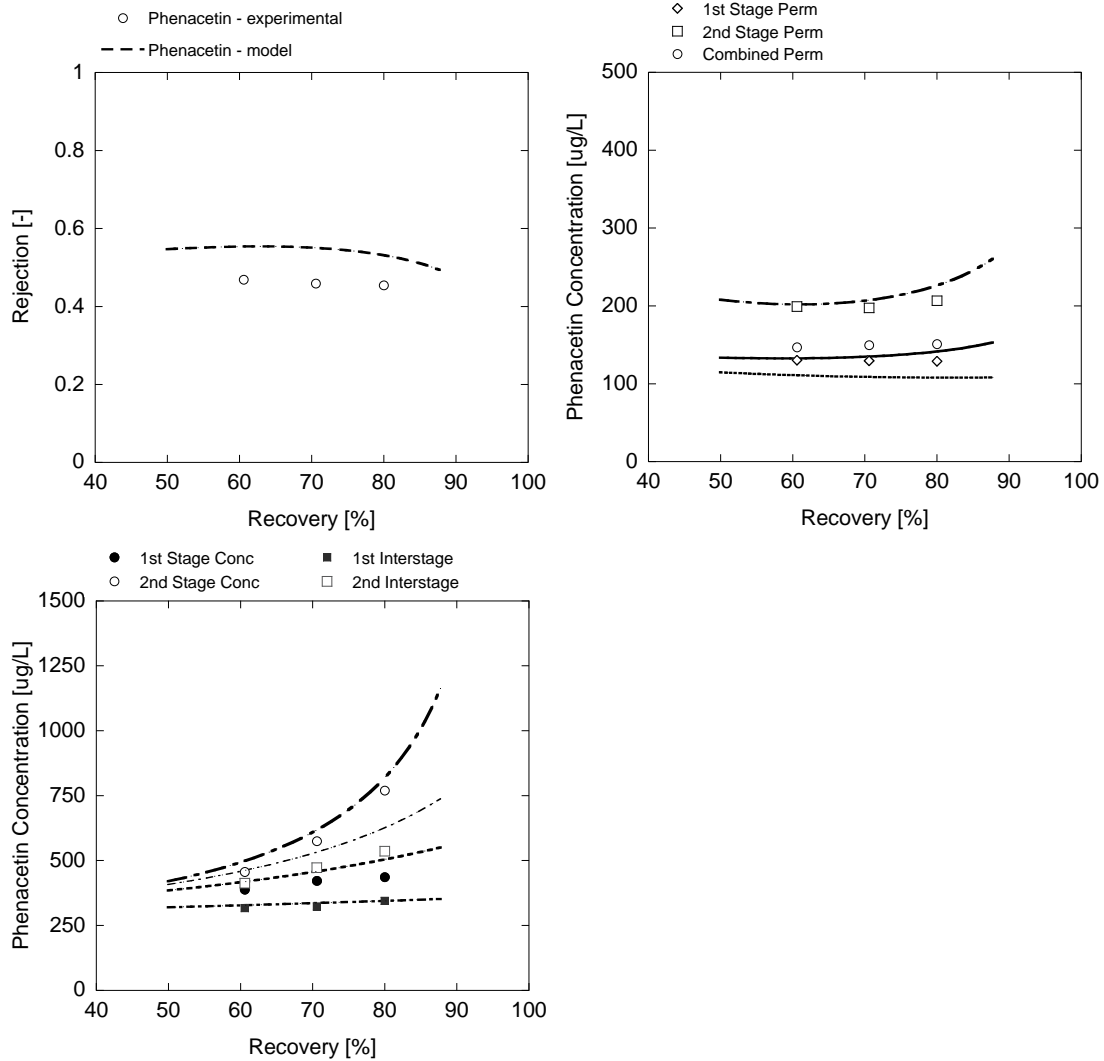 Phenacetin - experimental
Phenacetin - model
1
0.8
0.6
0.4
0.2
0
40 50 60 70 80 90 100
Rejection [-]
Recovery [%]
1st Stage Perm
2nd Stage Perm
Combined Perm
500
400
300
200
100
0
40 50 60 70 80 90 100
Phenacetin Concentration [ug/L]
Recovery [%]
1st Stage Conc 1st Interstage
2nd Stage Conc 2nd Interstage
1500
1250
1000
750
500
250
0
40 50 60 70 80 90 100
Phenacetin Concentration [ug/L]
Recovery [%]